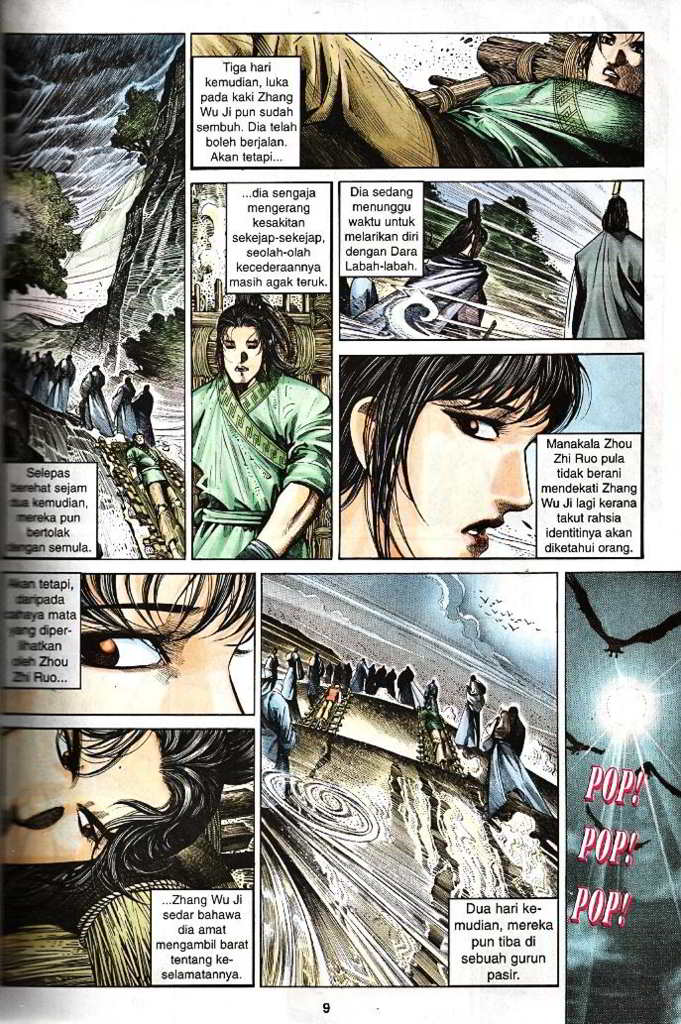 Tiga hari
kemudian, luka
pada kaki Zhang
Wu Ji pun sudah
sembuh. Dia telah
boleh berjalan.
Akan tetapi...
...dia sengaja
mengerang
kesakitan
sekejap-sekejap,
seolah-olah
kecederaannya
masih agak teruk.
Dia sedang
menunggu
waktu untuk
melarikan diri
dengan Dara
Labah-labah.
Manakala Zhou
Zhi Ruo pula
tidak berani
mendekati Zhang
Wu Ji lagi kerana
takut rahsia
identitinya akan
diketahui orang.
Selepas
berehat sejam
dua kemudian,
mereka pun
bertolak
dengan semula.
Akan tetapi,
daripada
cahaya mata
yang diper-
lihatkan
oleh Zhou
Zhi Ruo...
...Zhang Wu Ji
sedar bahawa
dia amat
mengambil barat
tentang ke-
selamatannya.
Dua hari ke-
mudian, mereka
pun tiba di
sebuah gurun
pasir.
POP!
POP!
POP!
9